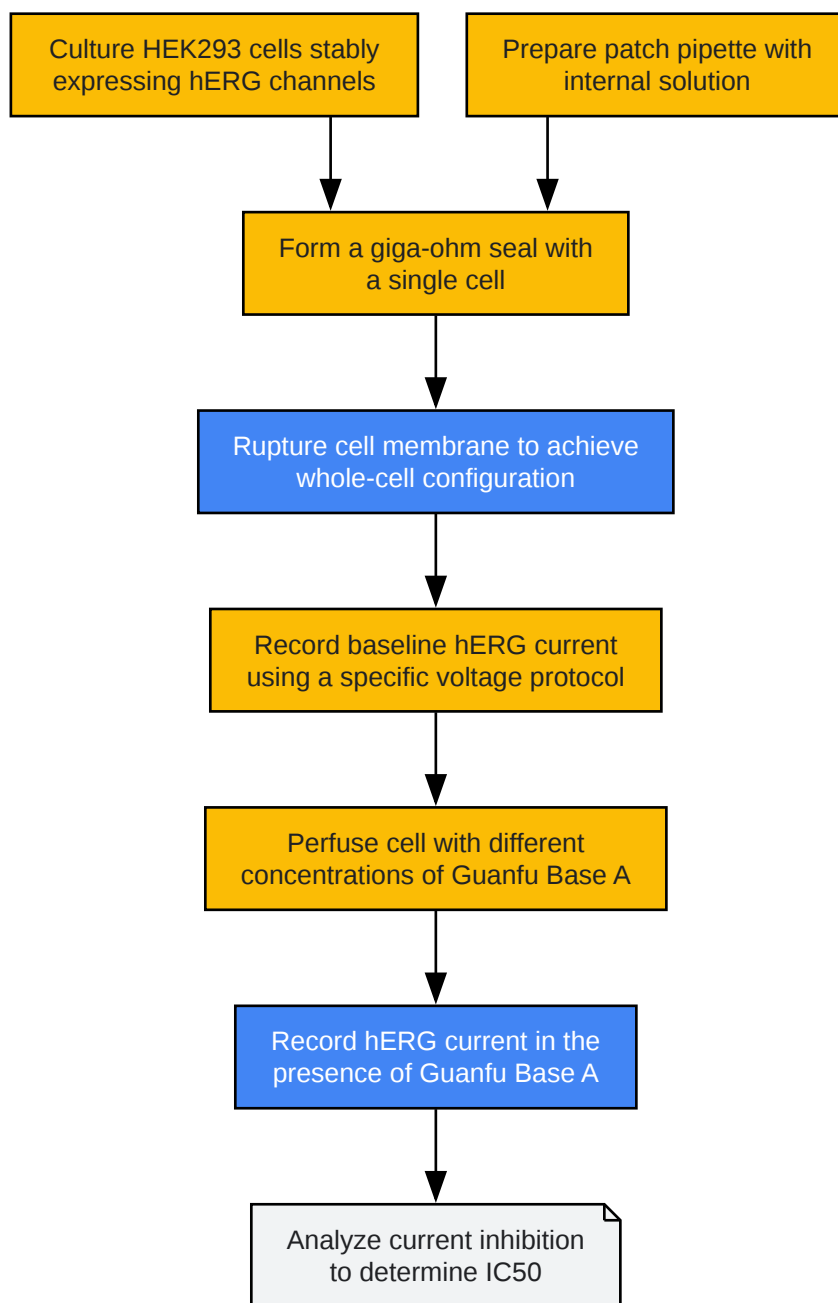 Culture HEK293 cells stably
expressing hERG channels
Prepare patch pipette with
internal solution
Form a giga-ohm seal with
a single cell
Rupture cell membrane to achieve
whole-cell configuration
Record baseline hERG current
using a specific voltage protocol
Perfuse cell with different
concentrations of Guanfu Base A
Record hERG current in the
presence of Guanfu Base A
Analyze current inhibition
to determine IC50